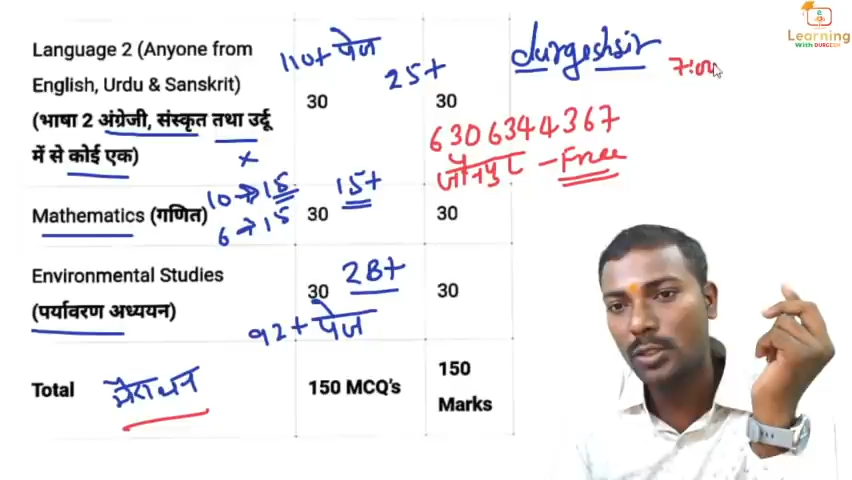 Learning
With DURGESH
Language 2 (Anyone from
English, Urdu & Sanskrit)
(भाषा 2 अंग्रेजी, संस्कृत तथा उर्दू
में से कोई एक)
x
110+ पेज
30
25+
30
durgeshsir
7:00
6306344367
जौनपुर - Free
Mathematics (गणित)
10 → 15
6 → 15
15+
30
30
Environmental Studies
(पर्यावरण अध्ययन)
30
28+
92+ पेज
30
Total
150 MCQ's
150
Marks